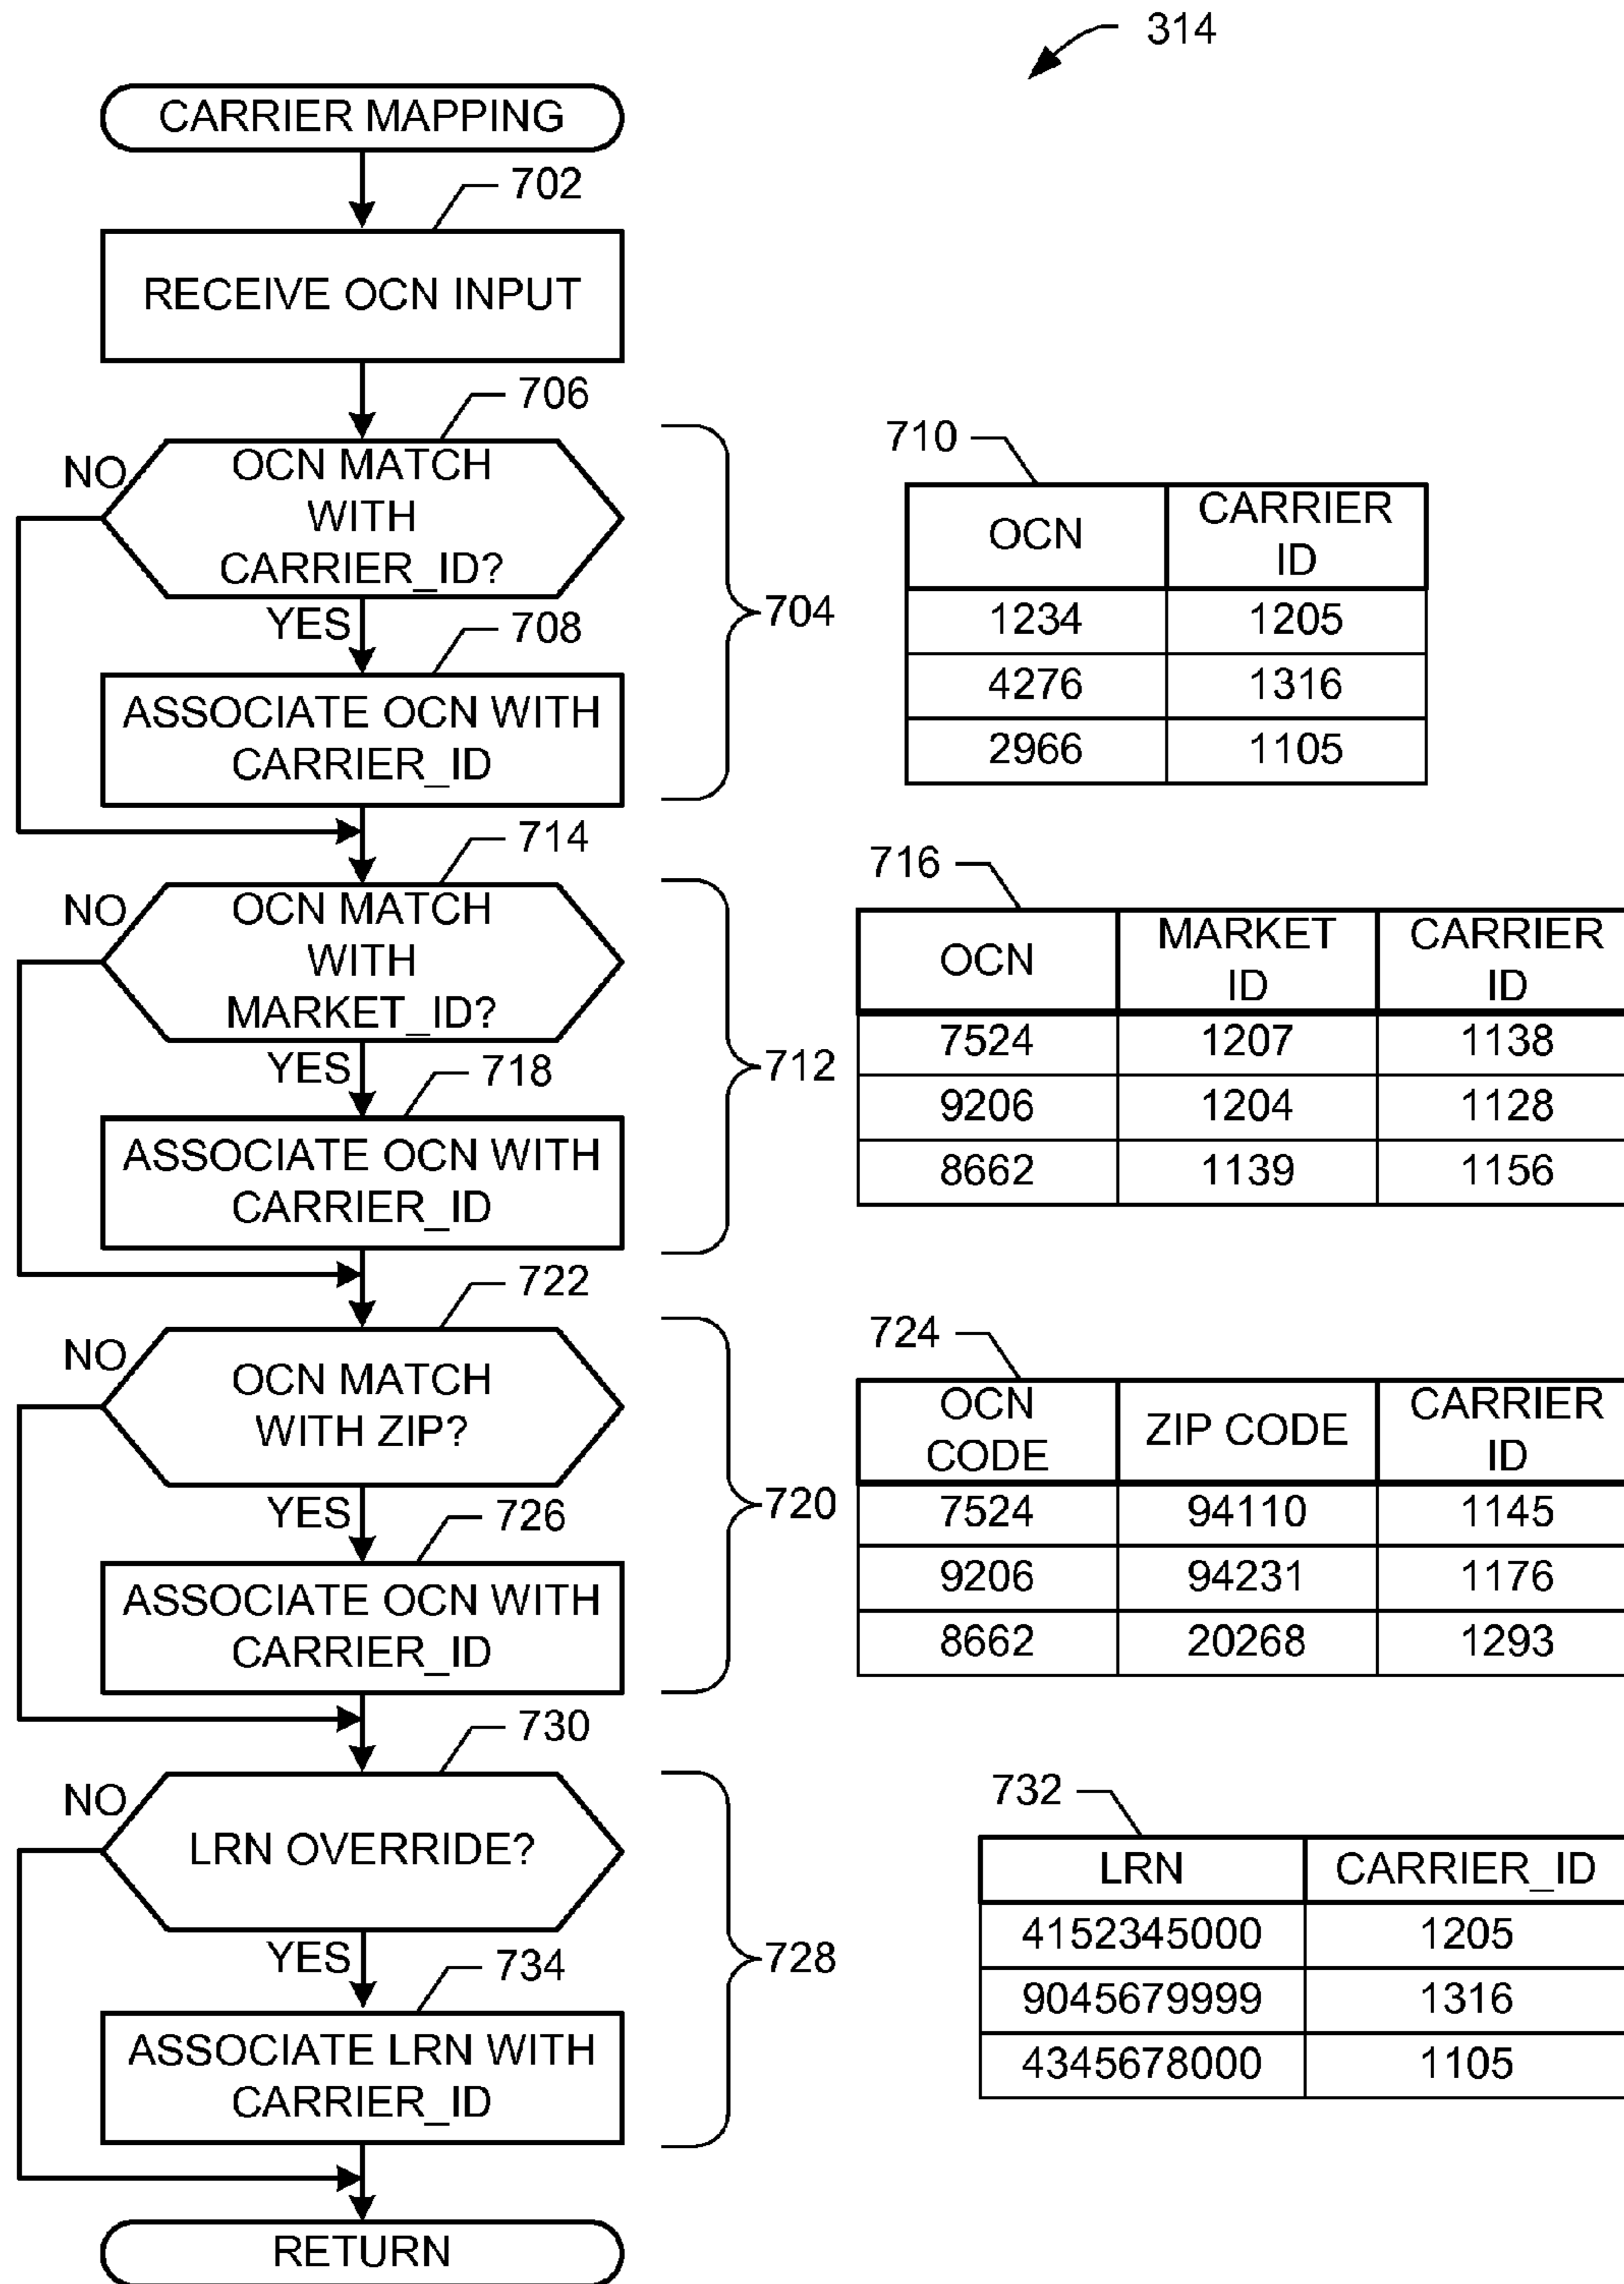 314
CARRIER MAPPING
702
RECEIVE OCN INPUT
706
NO
OCN MATCH
WITH
CARRIER_ID?
YES
708
ASSOCIATE OCN WITH
CARRIER_ID
704
710
OCN CARRIER ID
1234 1205
4276 1316
2966 1105
714
NO
OCN MATCH
WITH
MARKET_ID?
YES
718
ASSOCIATE OCN WITH
CARRIER_ID
712
716
OCN MARKET ID CARRIER ID
7524 1207 1138
9206 1204 1128
8662 1139 1156
722
NO
OCN MATCH
WITH ZIP?
YES
726
ASSOCIATE OCN WITH
CARRIER_ID
720
724
OCN CODE ZIP CODE CARRIER ID
7524 94110 1145
9206 94231 1176
8662 20268 1293
730
NO
LRN OVERRIDE?
YES
734
ASSOCIATE LRN WITH
CARRIER_ID
728
732
LRN CARRIER_ID
4152345000 1205
9045679999 1316
4345678000 1105
RETURN